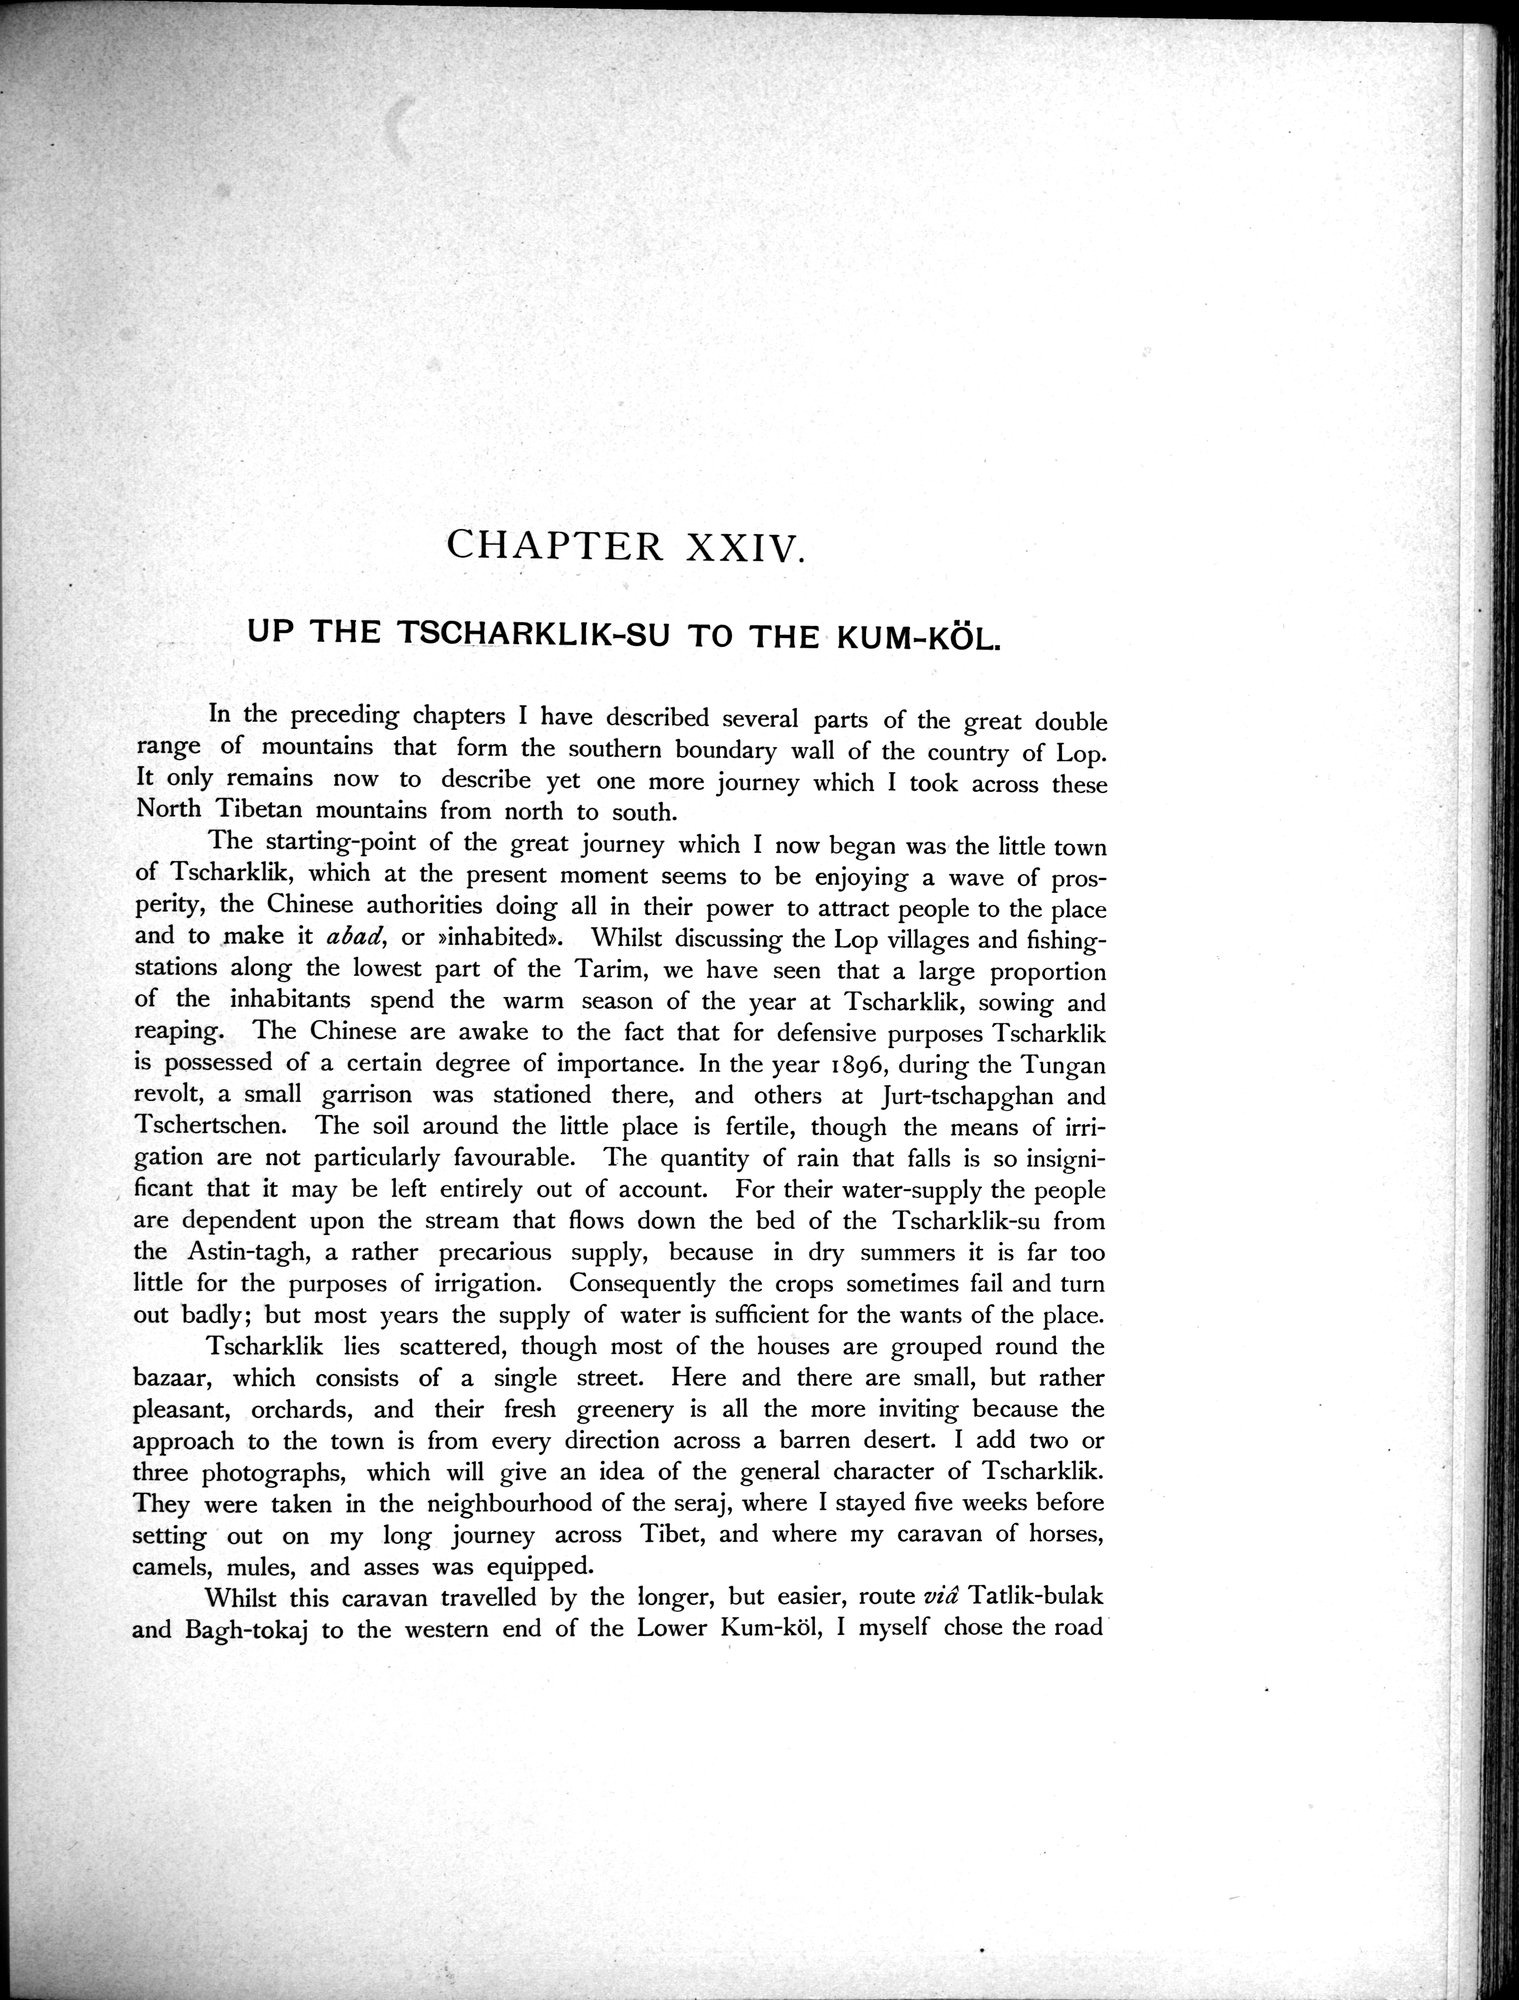 CHAPTER XXIV.
UP THE TSCHARKLIK-SU TO THE KUM-KÖL.
In the preceding chapters I have described several parts of the great double
range of mountains that form the southern boundary wall of the country of Lop.
It only remains now to describe yet one more journey which I took across these
North Tibetan mountains from north to south.
The starting-point of the great journey which I now began was the little town
of Tscharklik, which at the present moment seems to be enjoying a wave of pros-
perity, the Chinese authorities doing all in their power to attract people to the place
and to make it abad, or »inhabited». Whilst discussing the Lop villages and fishing-
stations along the lowest part of the Tarim, we have seen that a large proportion
of the inhabitants spend the warm season of the year at Tscharklik, sowing and
reaping. The Chinese are awake to the fact that for defensive purposes Tscharklik
is possessed of a certain degree of importance. In the year 1896, during the Tungan
revolt, a small garrison was stationed there, and others at Jurt-tschapghan and
Tschertschen. The soil around the little place is fertile, though the means of irri-
gation are not particularly favourable. The quantity of rain that falls is so insigni-
ficant that it may be left entirely out of account. For their water-supply the people
are dependent upon the stream that flows down the bed of the Tscharklik-su from
the Astin-tagh, a rather precarious supply, because in dry summers it is far too
little for the purposes of irrigation. Consequently the crops sometimes fail and turn
out badly; but most years the supply of water is sufficient for the wants of the place.
Tscharklik lies scattered, though most of the houses are grouped round the
bazaar, which consists of a single street. Here and there are small, but rather
pleasant, orchards, and their fresh greenery is all the more inviting because the
approach to the town is from every direction across a barren desert. I add two or
three photographs, which will give an idea of the general character of Tscharklik.
They were taken in the neighbourhood of the seraj, where I stayed five weeks before
setting out on my long journey across Tibet, and where my caravan of horses,
camels, mules, and asses was equipped.
Whilst this caravan travelled by the longer, but easier, route viâ Tatlik-bulak
and Bagh-tokaj to the western end of the Lower Kum-köl, I myself chose the road